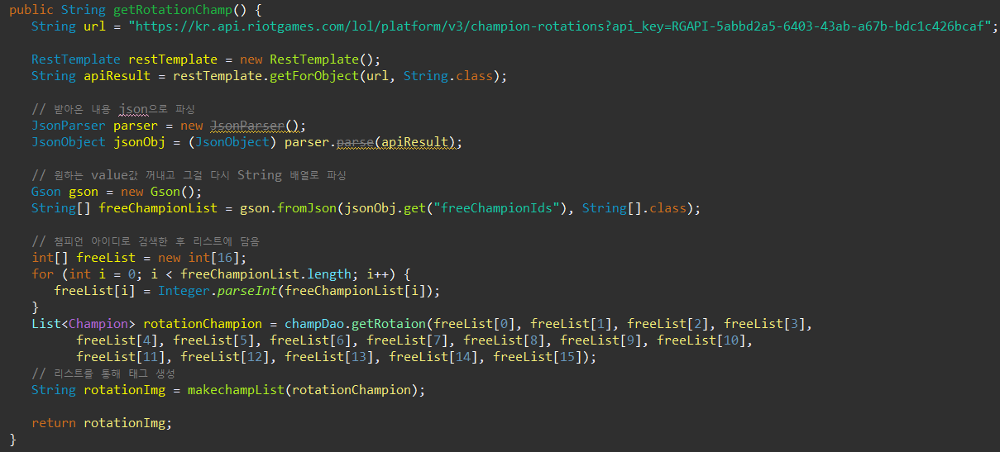 public String getRotationChamp() {
String url = "https://kr.api.riotgames.com/lol/platform/v3/champion-rotations?api_key=RGAPI-5abbd2a5-6403-43ab-a67b-bdc1c426bcaf";
RestTemplate restTemplate = new RestTemplate();
String apiResult = restTemplate.getForObject(url, String.class);
// 받아온 내용 json으로 파싱
JsonParser parser = new JsonParser();
JsonObject jsonObj = (JsonObject) parser.parse(apiResult);
// 원하는 value값 꺼내고 그걸 다시 String 배열로 파싱
Gson gson = new Gson();
String[] freeChampionList = gson.fromJson(jsonObj.get("freeChampionIds"), String[].class);
// 챔피언 아이디로 검색한 후 리스트에 담음
int[] freeList = new int[16];
for (int i = 0; i < freeChampionList.length; i++) {
freeList[i] = Integer.parseInt(freeChampionList[i]);
}
List<Champion> rotationChampion = champDao.getRotaion(freeList[0], freeList[1], freeList[2], freeList[3],
freeList[4], freeList[5], freeList[6], freeList[7], freeList[8], freeList[9], freeList[10],
freeList[11], freeList[12], freeList[13], freeList[14], freeList[15]);
// 리스트를 통해 태그 생성
String rotationImg = makechampList(rotationChampion);
return rotationImg;
}